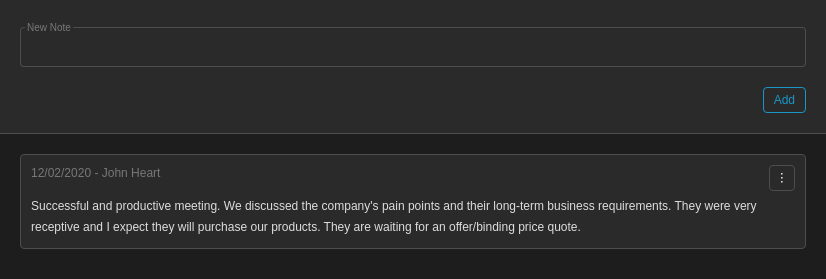 New Note
Add
12/02/2020 - John Heart
Successful and productive meeting. We discussed the company's pain points and their long-term business requirements. They were very
receptive and I expect they will purchase our products. They are waiting for an offer/binding price quote.